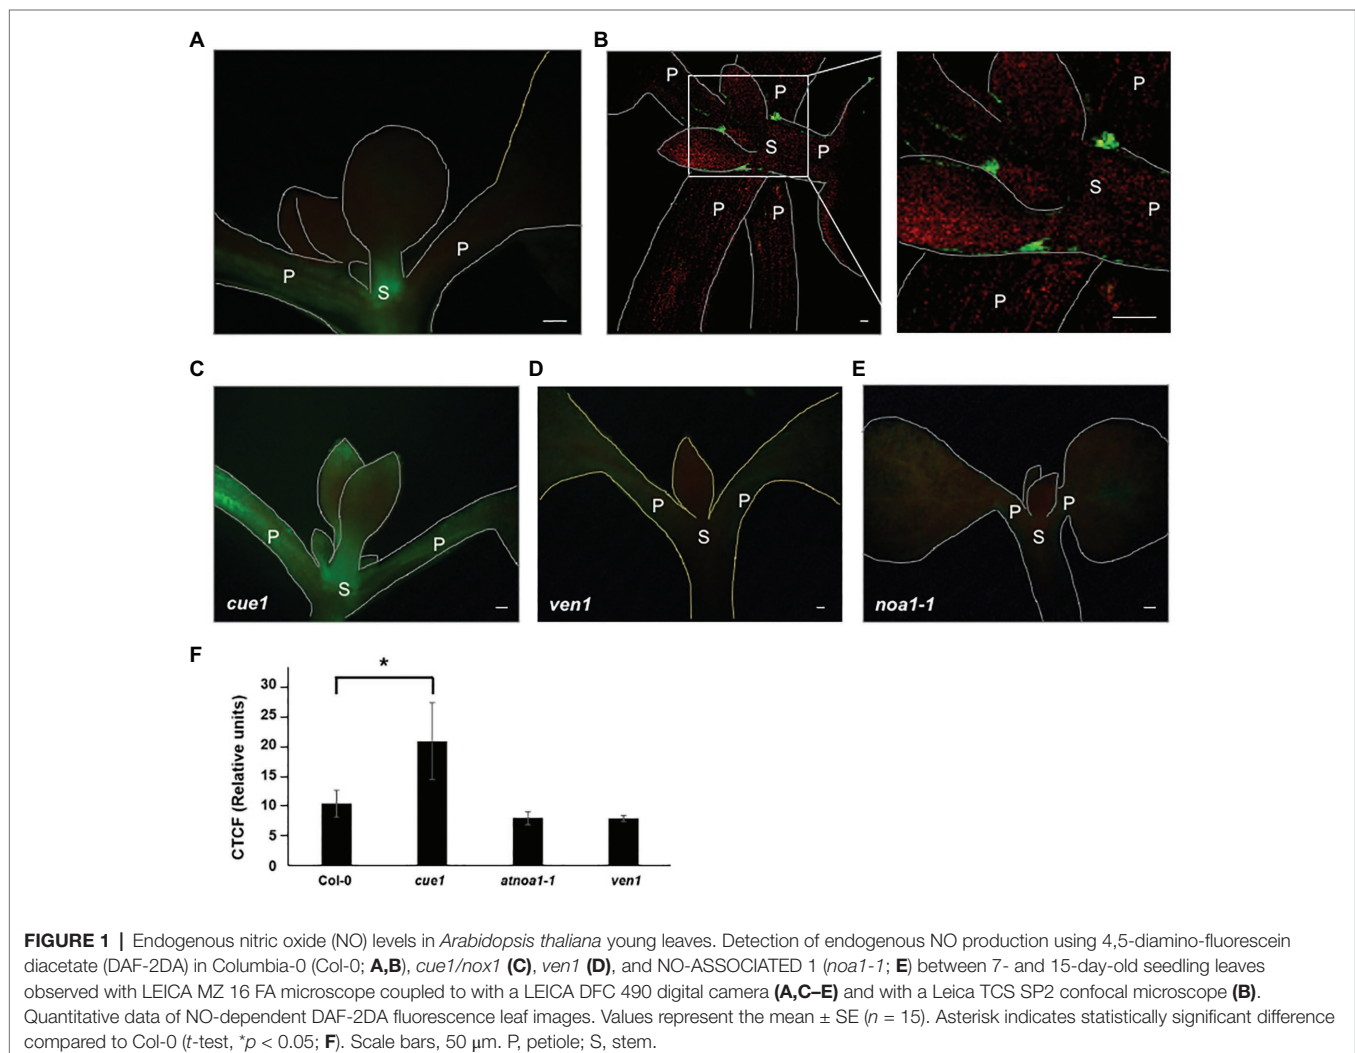 A
B
P
P
S
P
P
P
S
P
P
P
S
P
P
C
D
E
P
P
S
cue1
P
P
S
ven1
P
P
S
noa1-1
F
*
CTCF (Relative units)
30
25
20
15
10
5
0
Col-0
cue1
atnoa1-1
ven1
FIGURE 1 | Endogenous nitric oxide (NO) levels in Arabidopsis thaliana young leaves. Detection of endogenous NO production using 4,5-diamino-fluorescein
diacetate (DAF-2DA) in Columbia-0 (Col-0; A,B), cue1/nox1 (C), ven1 (D), and NO-ASSOCIATED 1 (noa1-1; E) between 7- and 15-day-old seedling leaves
observed with LEICA MZ 16 FA microscope coupled to with a LEICA DFC 490 digital camera (A,C–E) and with a Leica TCS SP2 confocal microscope (B).
Quantitative data of NO-dependent DAF-2DA fluorescence leaf images. Values represent the mean ± SE (n = 15). Asterisk indicates statistically significant difference
compared to Col-0 (t-test, *p < 0.05; F). Scale bars, 50 μm. P, petiole; S, stem.